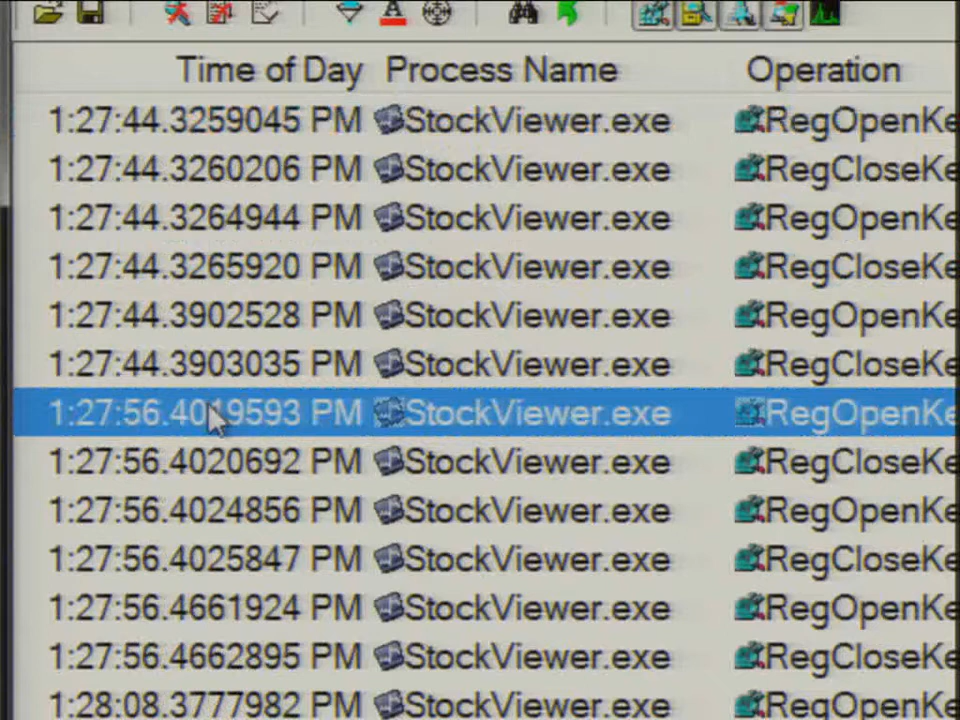 Time of Day Process Name Operation
1:27:44.3259045 PM StockViewer.exe RegOpenKe
1:27:44.3260206 PM StockViewer.exe RegCloseKe
1:27:44.3264944 PM StockViewer.exe RegOpenKe
1:27:44.3265920 PM StockViewer.exe RegCloseKe
1:27:44.3902528 PM StockViewer.exe RegOpenKe
1:27:44.3903035 PM StockViewer.exe RegCloseKe
1:27:56.4019593 PM StockViewer.exe RegOpenKe
1:27:56.4020692 PM StockViewer.exe RegCloseKe
1:27:56.4024856 PM StockViewer.exe RegOpenKe
1:27:56.4025847 PM StockViewer.exe RegCloseKe
1:27:56.4661924 PM StockViewer.exe RegOpenKe
1:27:56.4662895 PM StockViewer.exe RegCloseKe
1:28:08.3777982 PM StockViewer.exe RegOpenKe